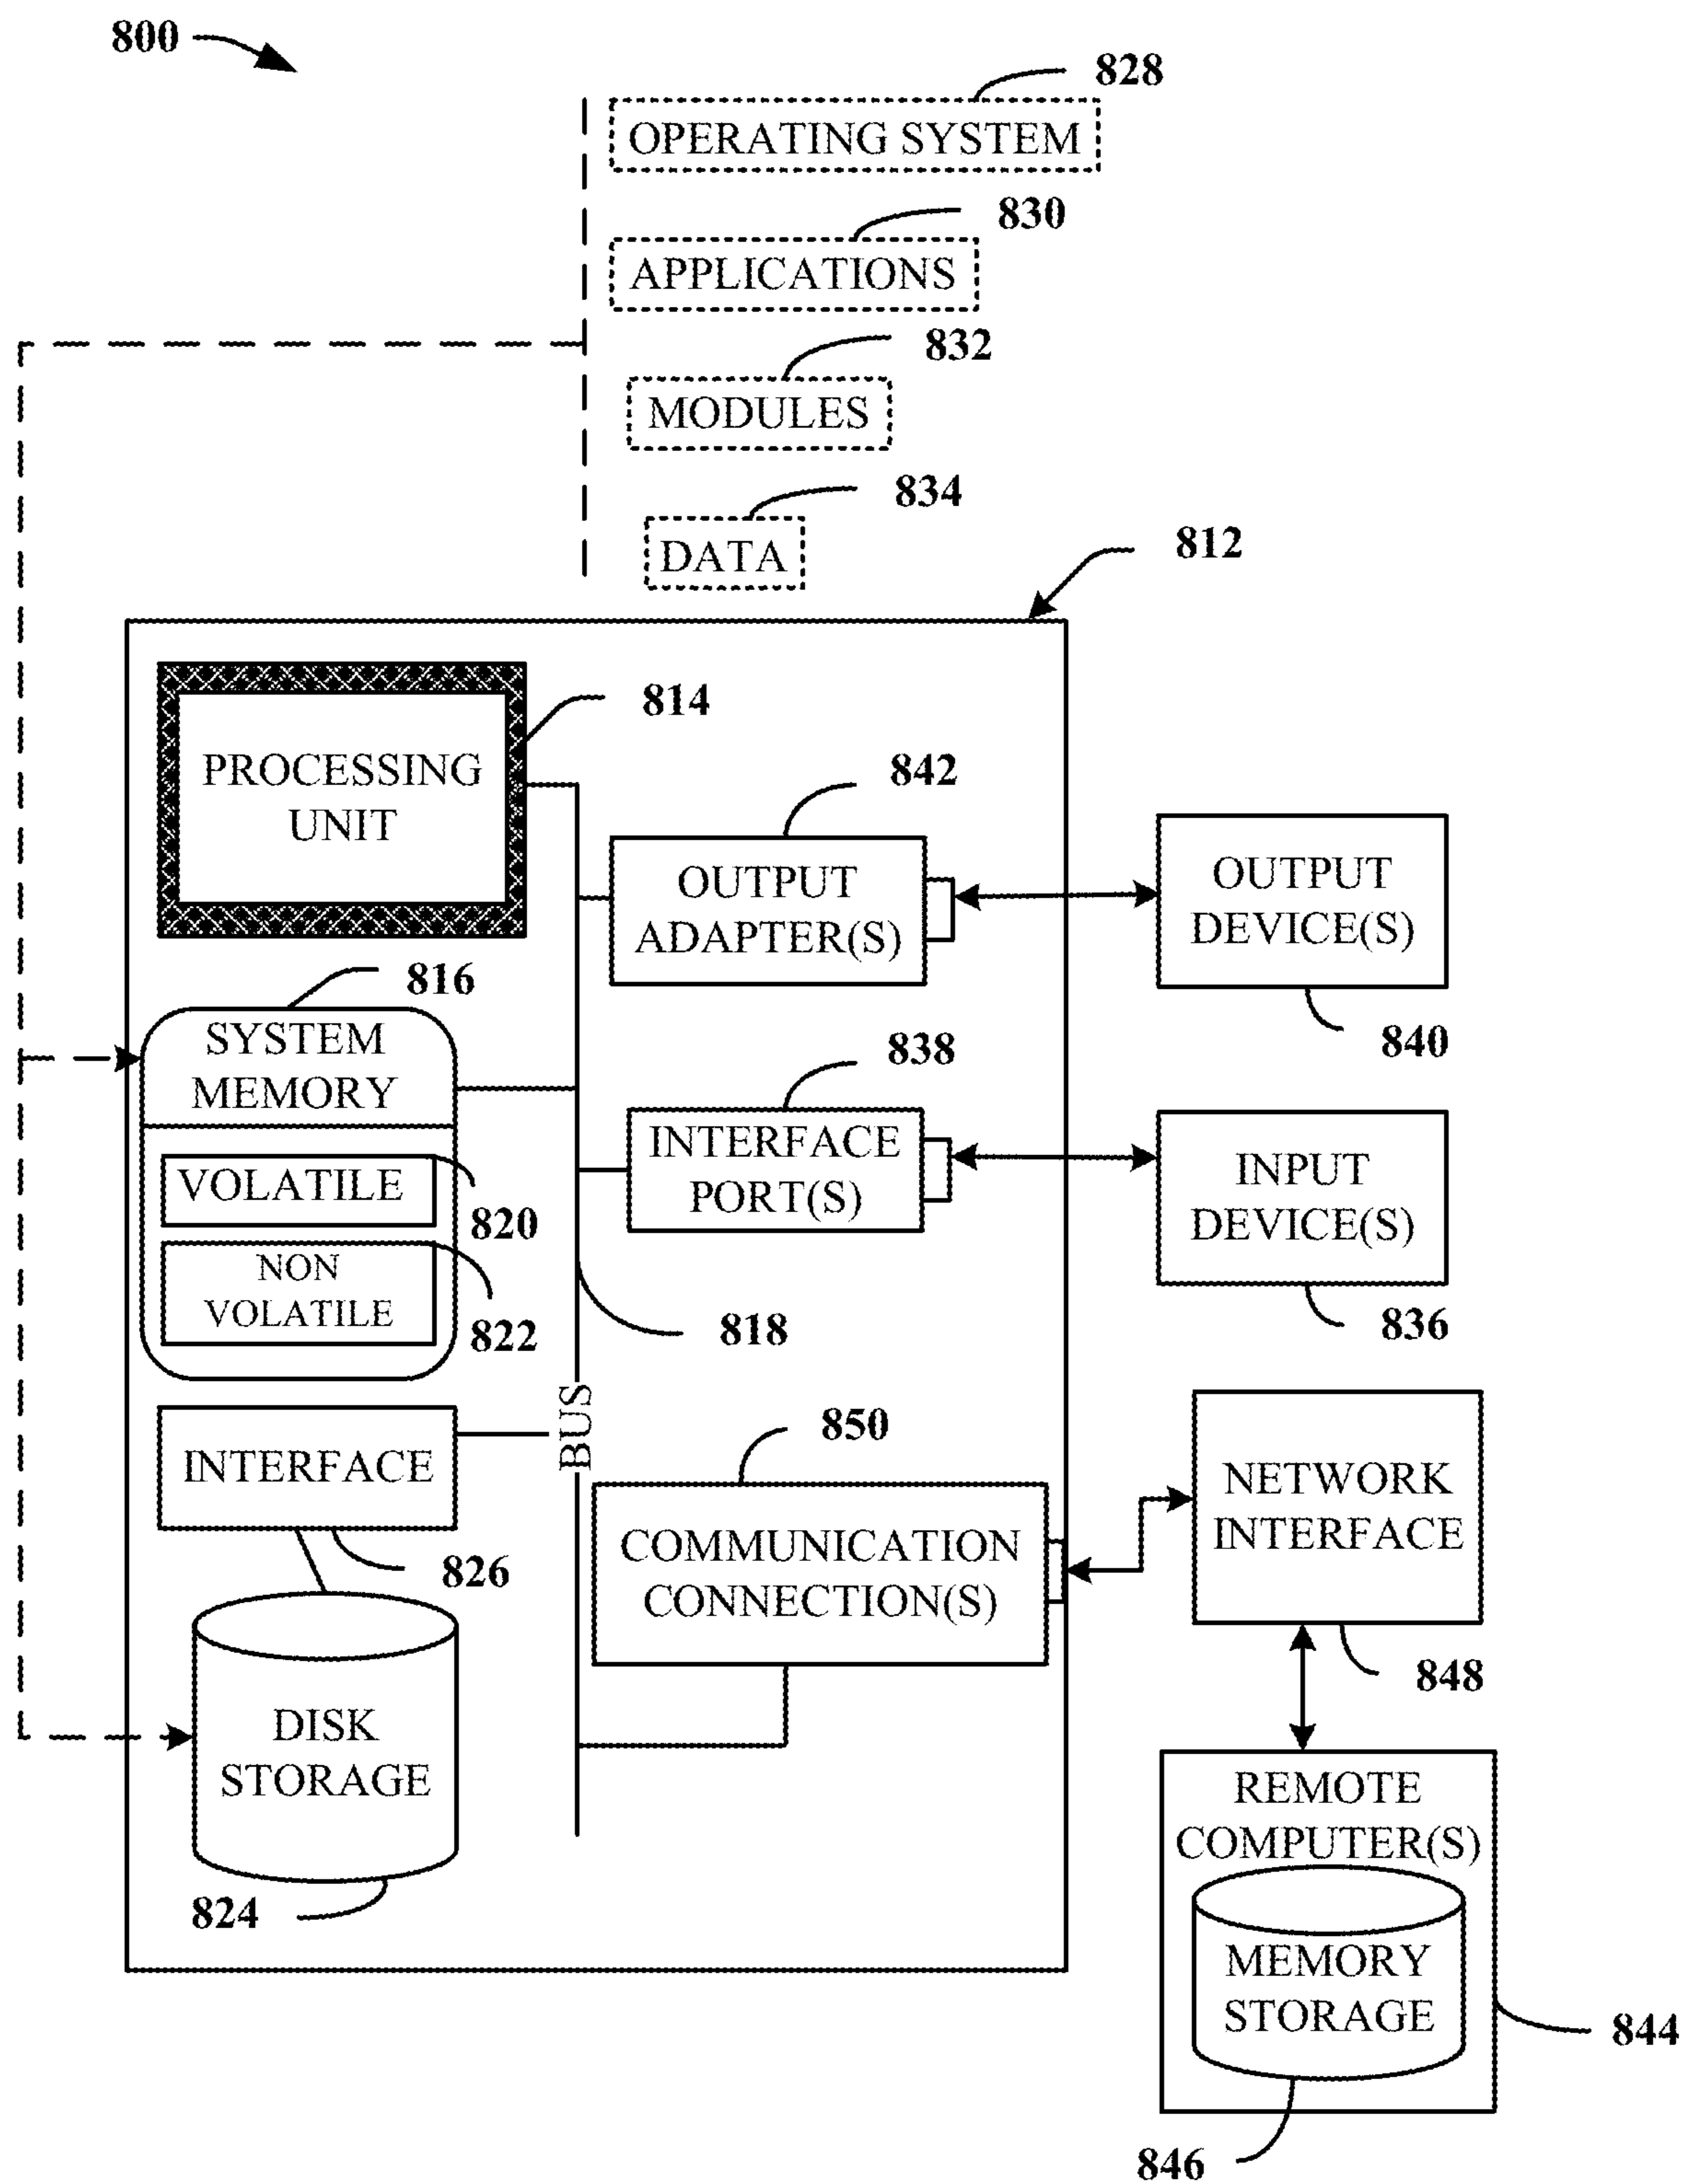 800
828
OPERATING SYSTEM
830
APPLICATIONS
832
MODULES
834
DATA
812
814
PROCESSING
UNIT
842
OUTPUT
ADAPTER(S)
OUTPUT
DEVICE(S)
840
816
SYSTEM
MEMORY
VOLATILE
820
NON
VOLATILE
822
838
INTERFACE
PORT(S)
INPUT
DEVICE(S)
836
818
BUS
INTERFACE
826
850
COMMUNICATION
CONNECTION(S)
NETWORK
INTERFACE
848
DISK
STORAGE
824
REMOTE
COMPUTER(S)
MEMORY
STORAGE
844
846